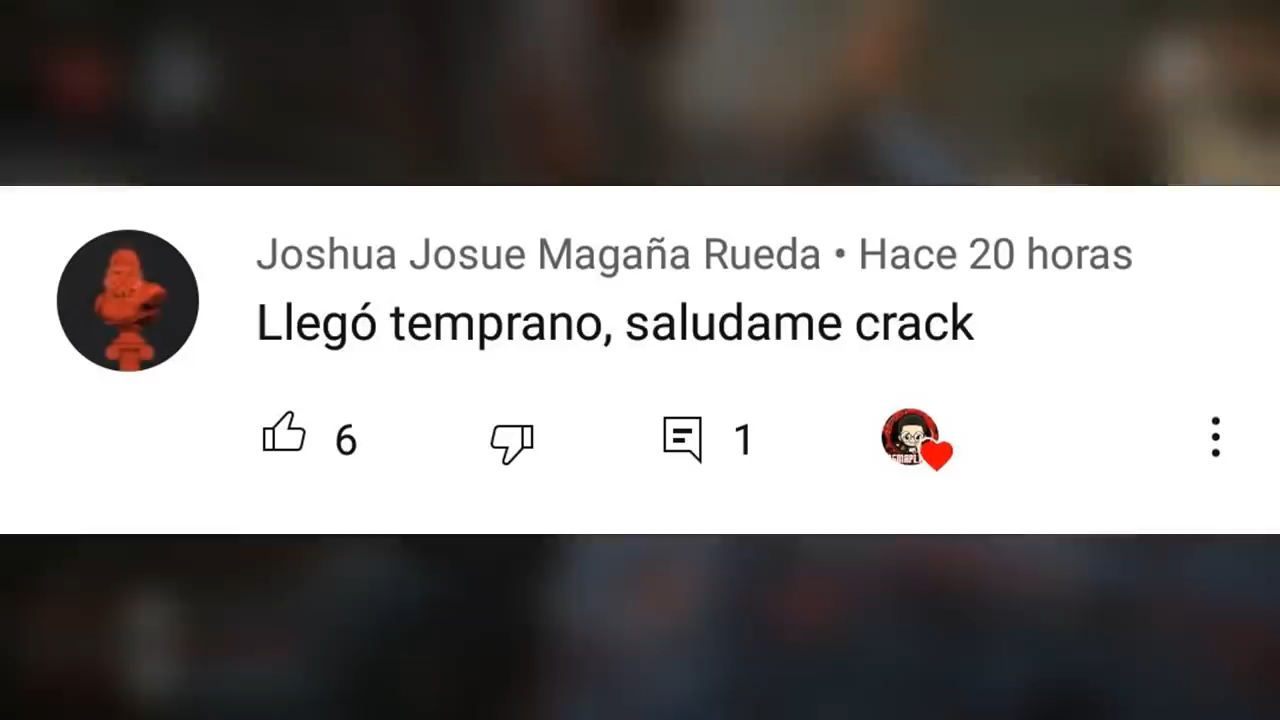 Joshua Josue Magaña Rueda • Hace 20 horas
Llegó temprano, saludame crack
6
1